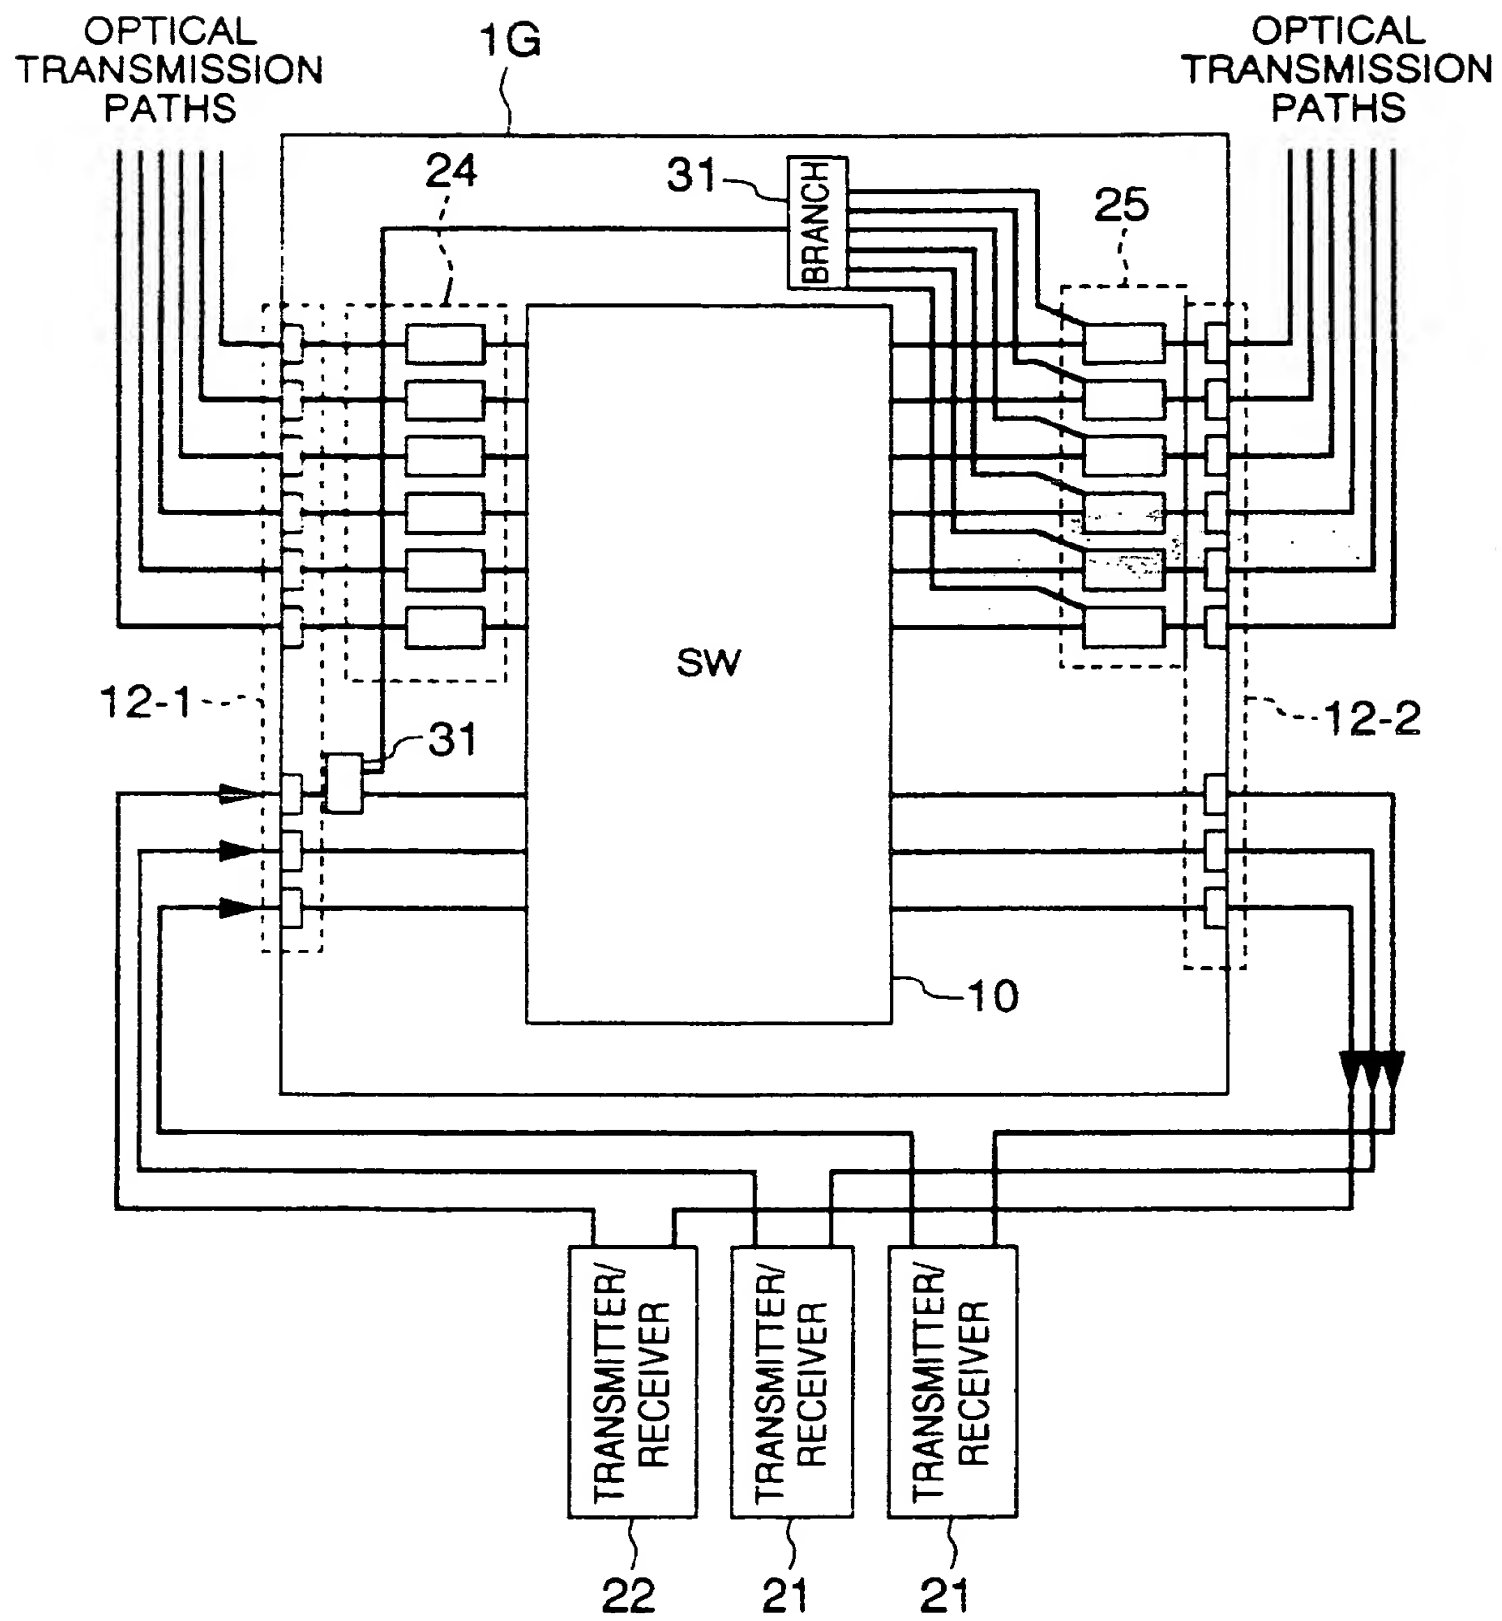 OPTICAL
TRANSMISSION
PATHS
1G
OPTICAL
TRANSMISSION
PATHS
24
31
BRANCH
25
SW
12-1
31
12-2
10
TRANSMITTER/
RECEIVER
TRANSMITTER/
RECEIVER
TRANSMITTER/
RECEIVER
22
21
21